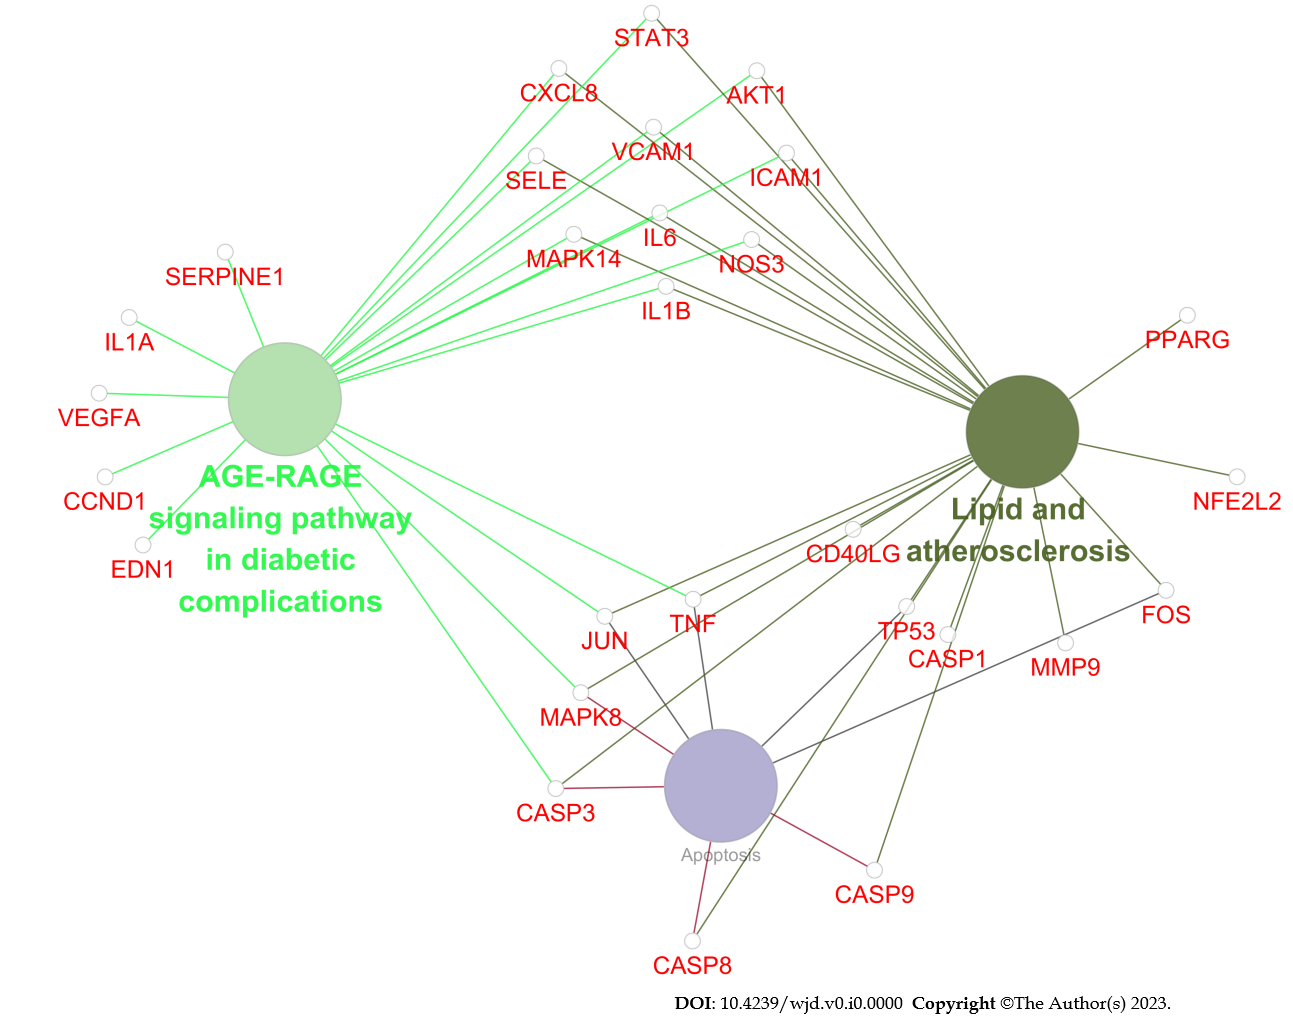 STAT3
CXCL8
AKT1
VCAM1
SELE
ICAM1
IL6
MAPK14
NOS3
SERPINE1
IL1B
IL1A
PPARG
VEGFA
AGE-RAGE
signaling pathway
in diabetic
complications
CCND1
EDN1
Lipid and
atherosclerosis
NFE2L2
CD40LG
FOS
TNF
JUN
TP53
CASP1
MMP9
MAPK8
CASP3
Apoptosis
CASP9
CASP8
DOI: 10.4239/wjd.v0.i0.0000 Copyright ©The Author(s) 2023.